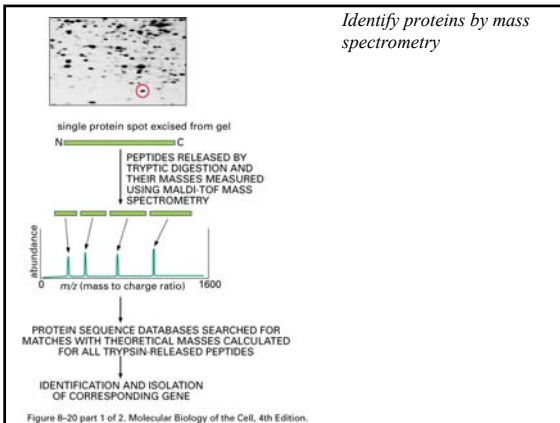 Identify proteins by mass
spectrometry
single protein spot excised from gel
N C
PEPTIDES RELEASED BY
TRYPTIC DIGESTION AND
THEIR MASSES MEASURED
USING MALDI-TOF MASS
SPECTROMETRY
abundance
0 m/z (mass to charge ratio) 1600
PROTEIN SEQUENCE DATABASES SEARCHED FOR
MATCHES WITH THEORETICAL MASSES CALCULATED
FOR ALL TRYPSIN-RELEASED PEPTIDES
IDENTIFICATION AND ISOLATION
OF CORRESPONDING GENE
Figure 8–20 part 1 of 2. Molecular Biology of the Cell, 4th Edition.